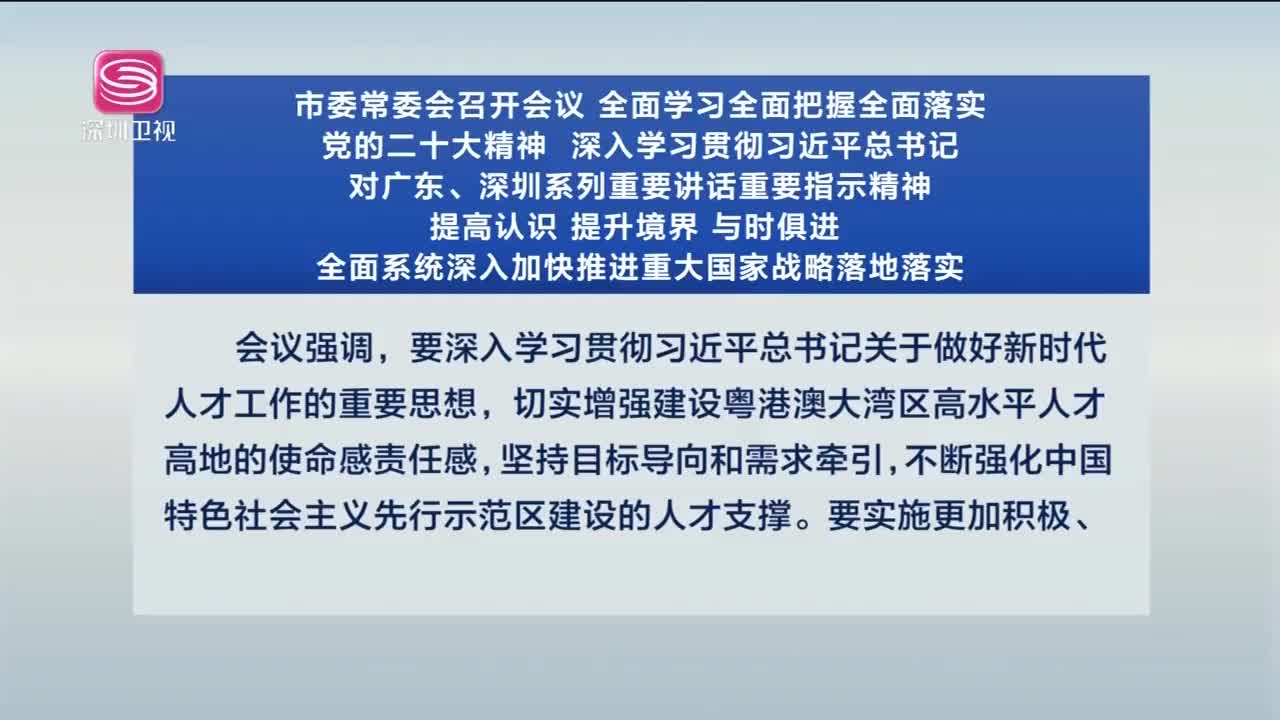 深圳卫视
市委常委会召开会议 全面学习全面把握全面落实
党的二十大精神 深入学习贯彻习近平总书记
对广东、深圳系列重要讲话重要指示精神
提高认识 提升境界 与时俱进
全面系统深入加快推进重大国家战略落地落实
会议强调，要深入学习贯彻习近平总书记关于做好新时代
人才工作的重要思想，切实增强建设粤港澳大湾区高水平人才
高地的使命感责任感，坚持目标导向和需求牵引，不断强化中国
特色社会主义先行示范区建设的人才支撑。要实施更加积极、